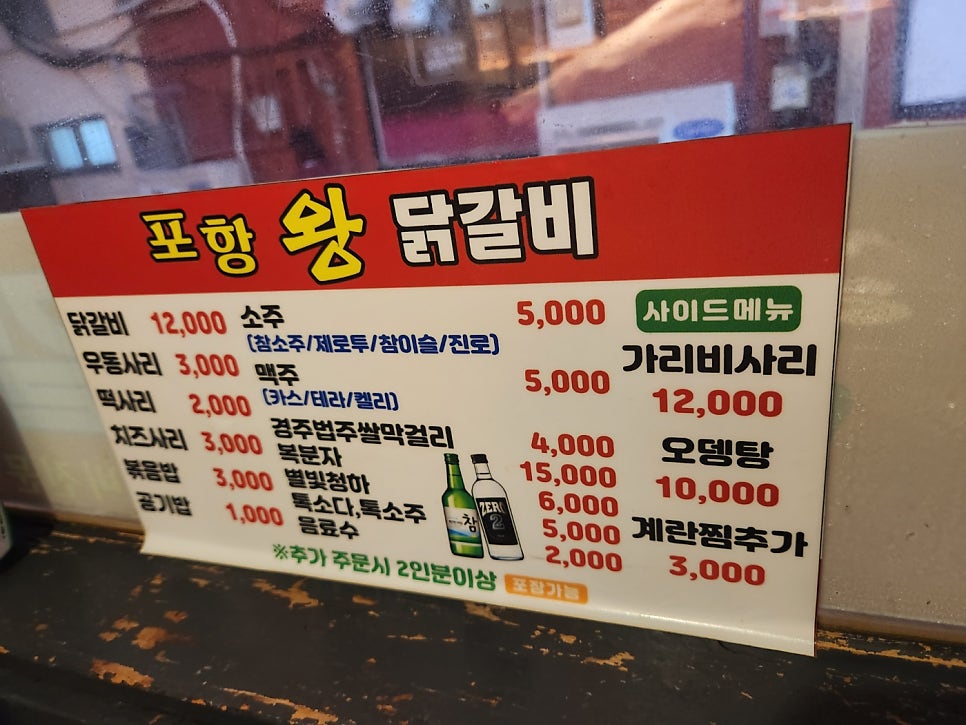 포항 왕 닭갈비
닭갈비 12,000
우동사리 3,000
떡사리 2,000
치즈사리 3,000
볶음밥 3,000
공기밥 1,000
소주 5,000
(참소주/제로투/참이슬/진로)
맥주 5,000
(카스/테라/켈리)
경주법주쌀막걸리 4,000
복분자 15,000
별빛청하 6,000
톡소다,톡소주 5,000
음료수 2,000
참
ZERO
2
사이드메뉴
가리비사리
12,000
오뎅탕
10,000
계란찜추가
3,000
※추가 주문시 2인분이상 포장가능